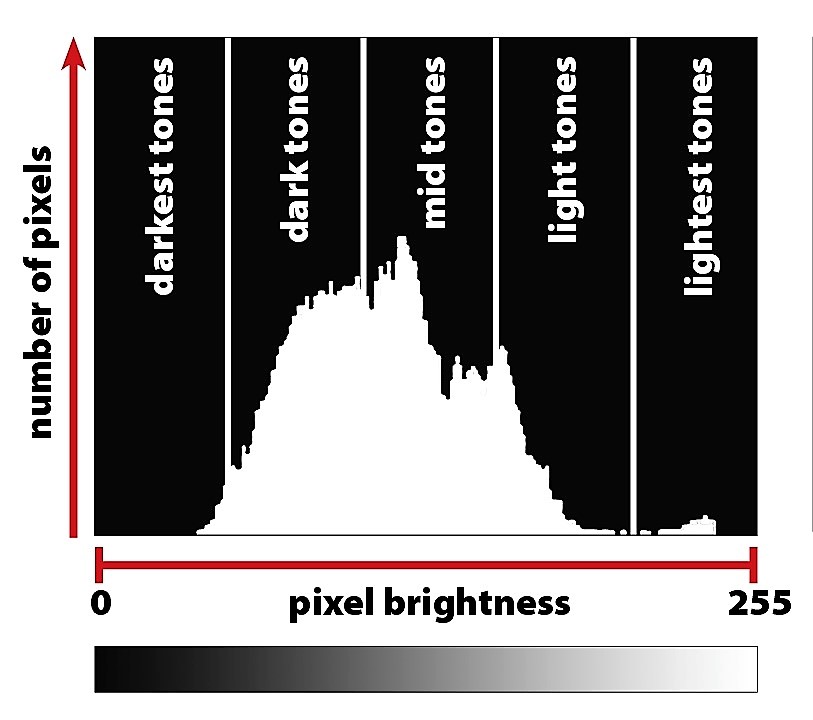 darkest tones
dark tones
mid tones
light tones
lightest tones
number of pixels
0
pixel brightness
255